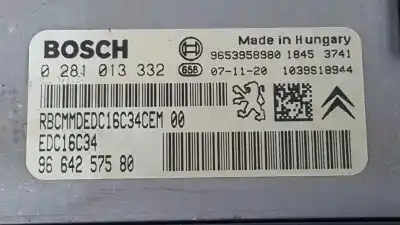 BOSCH
Made in Hungary
9653958980 1845 3741
0 281 013 332 658 07-11-20 1039S18944
RBCMMDEDC16C34CEM 00
EDC16C34
96 642 575 80